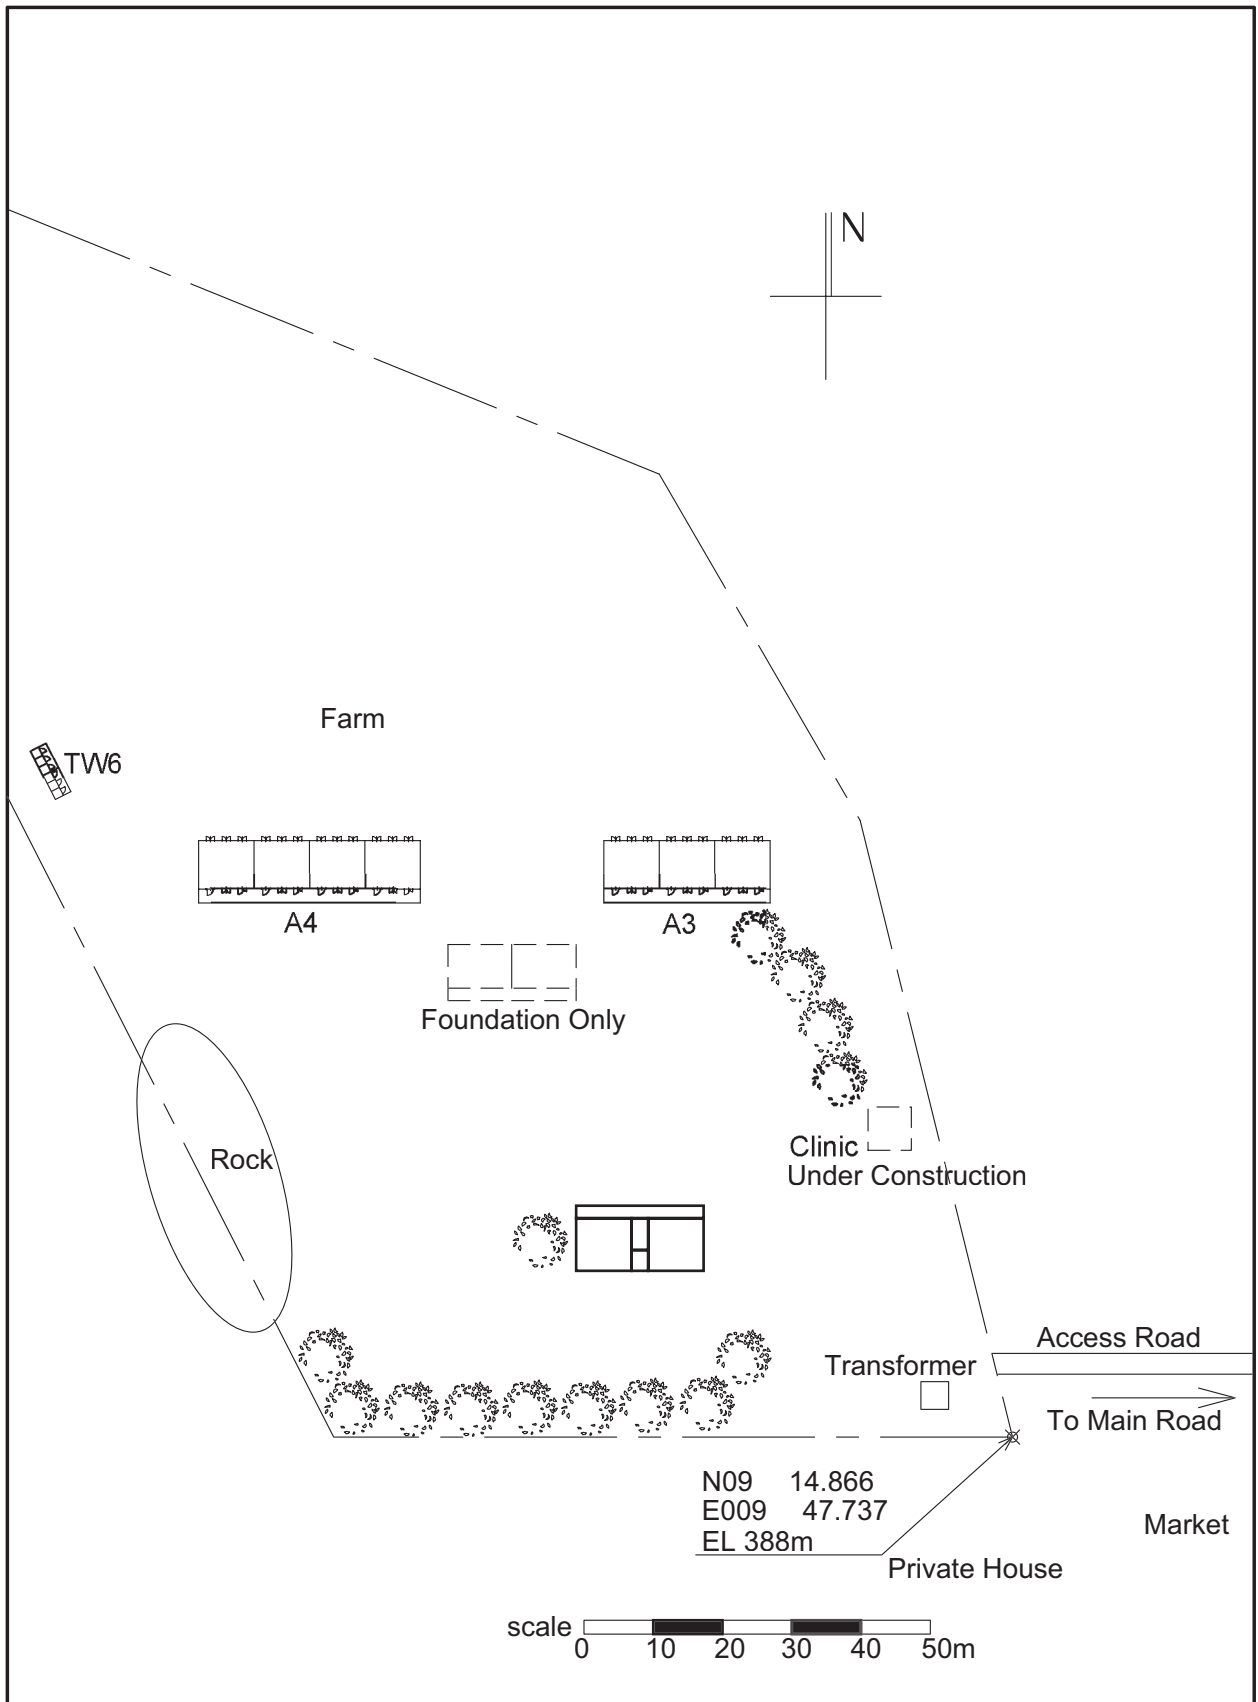 N
Farm
TW6
A4
A3
Foundation Only
Rock
Clinic
Under Construction
Access Road
Transformer
To Main Road
N09 14.866
E009 47.737
EL 388m
Market
Private House
scale
0 10 20 30 40 50m